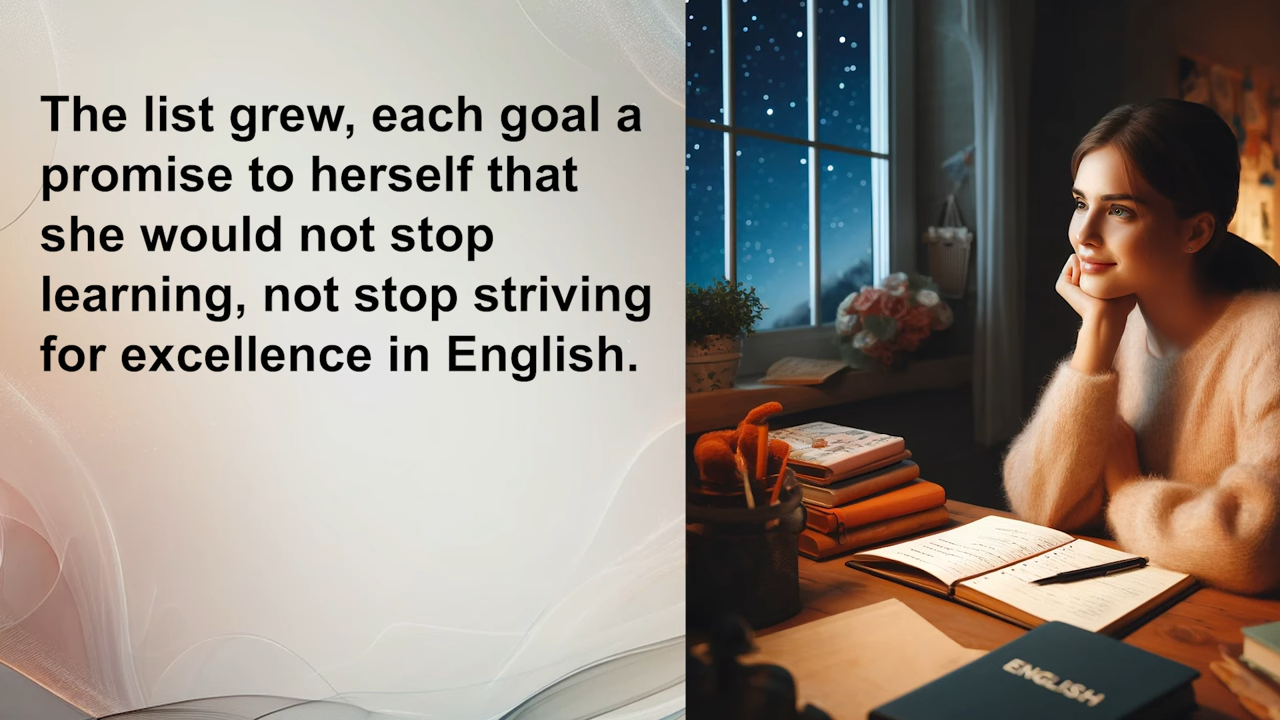 The list grew, each goal a
promise to herself that
she would not stop
learning, not stop striving
for excellence in English.
ENGLISH